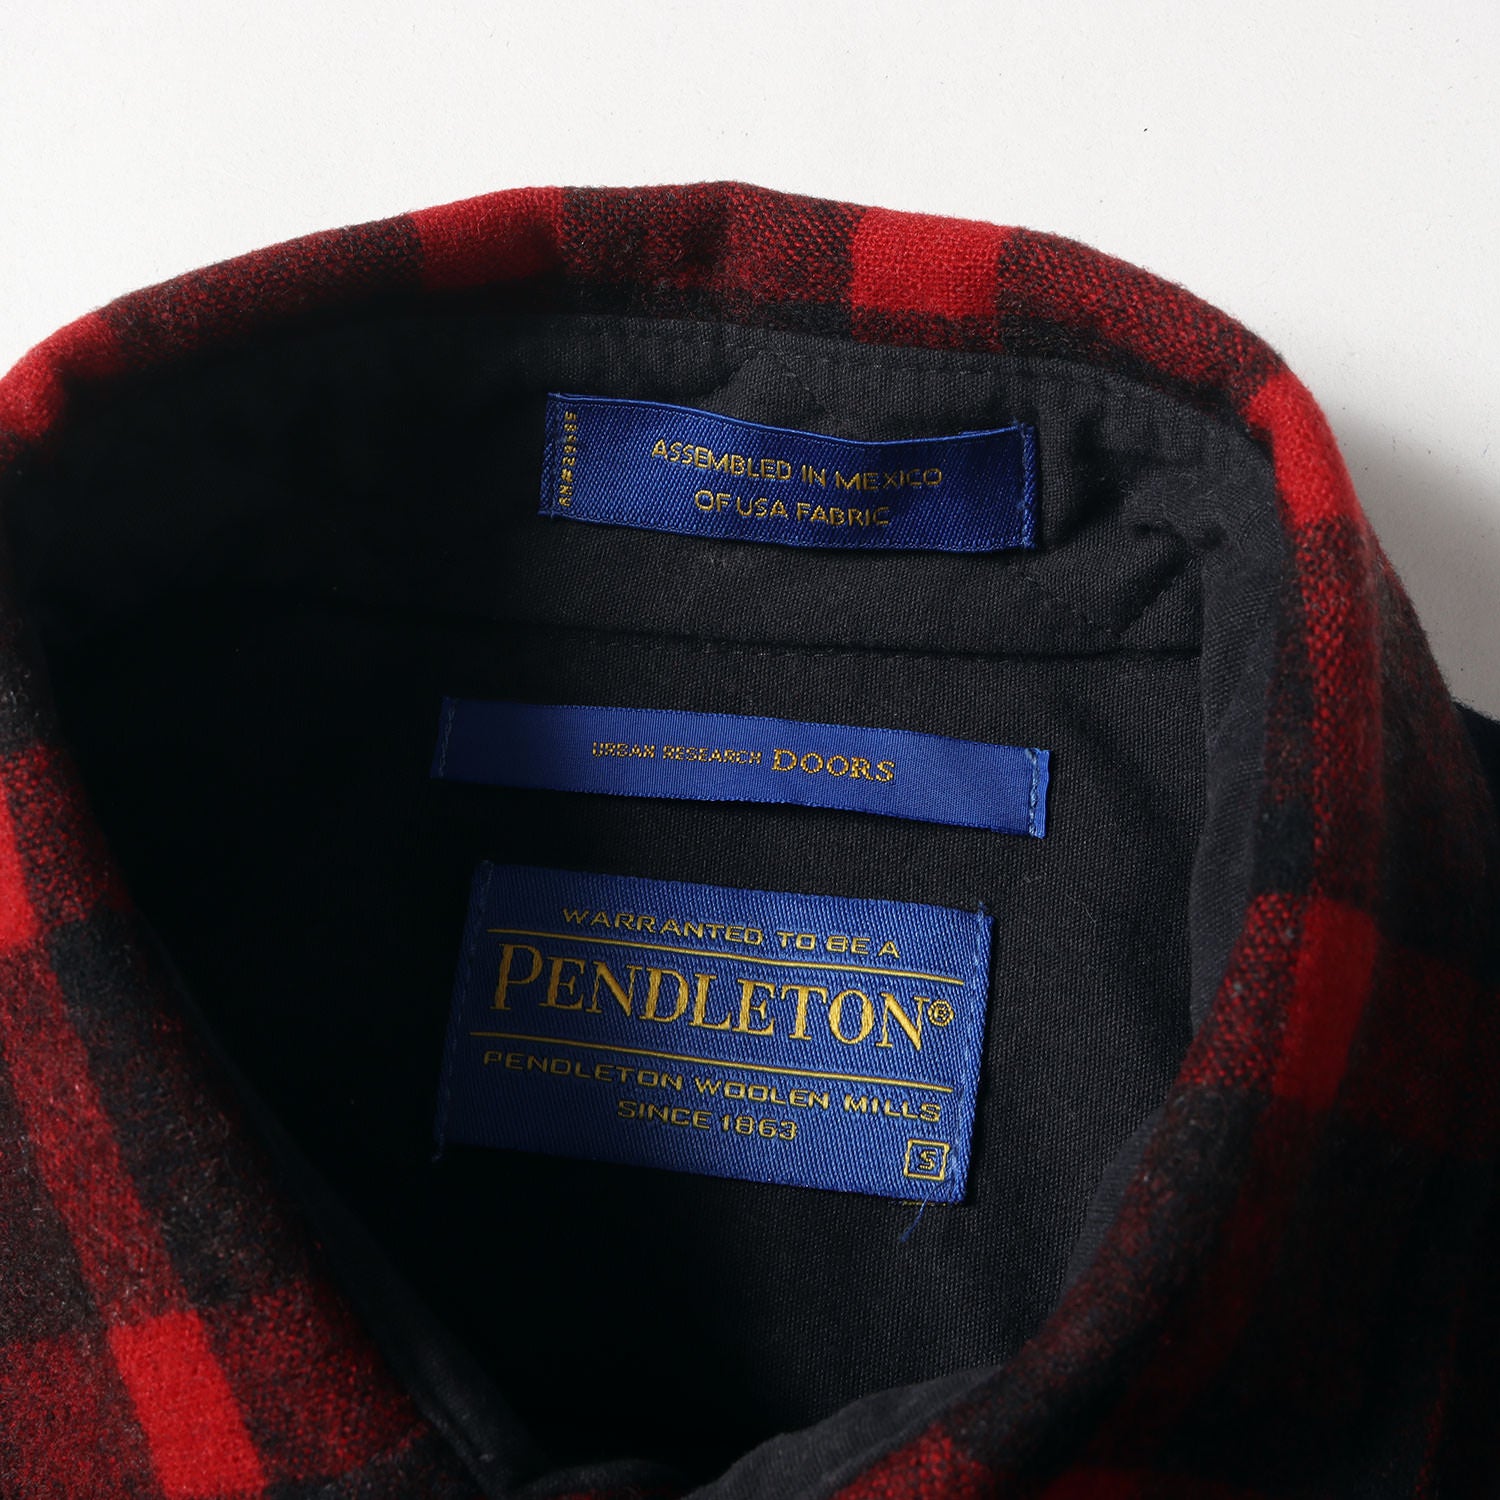 ASSEMBLED IN MEXICO
OF USA FABRIC
URBAN RESEARCH DOORS
WARRANTED TO BE A
PENDLETON®
PENDLETON WOOLEN MILLS
SINCE 1863
S